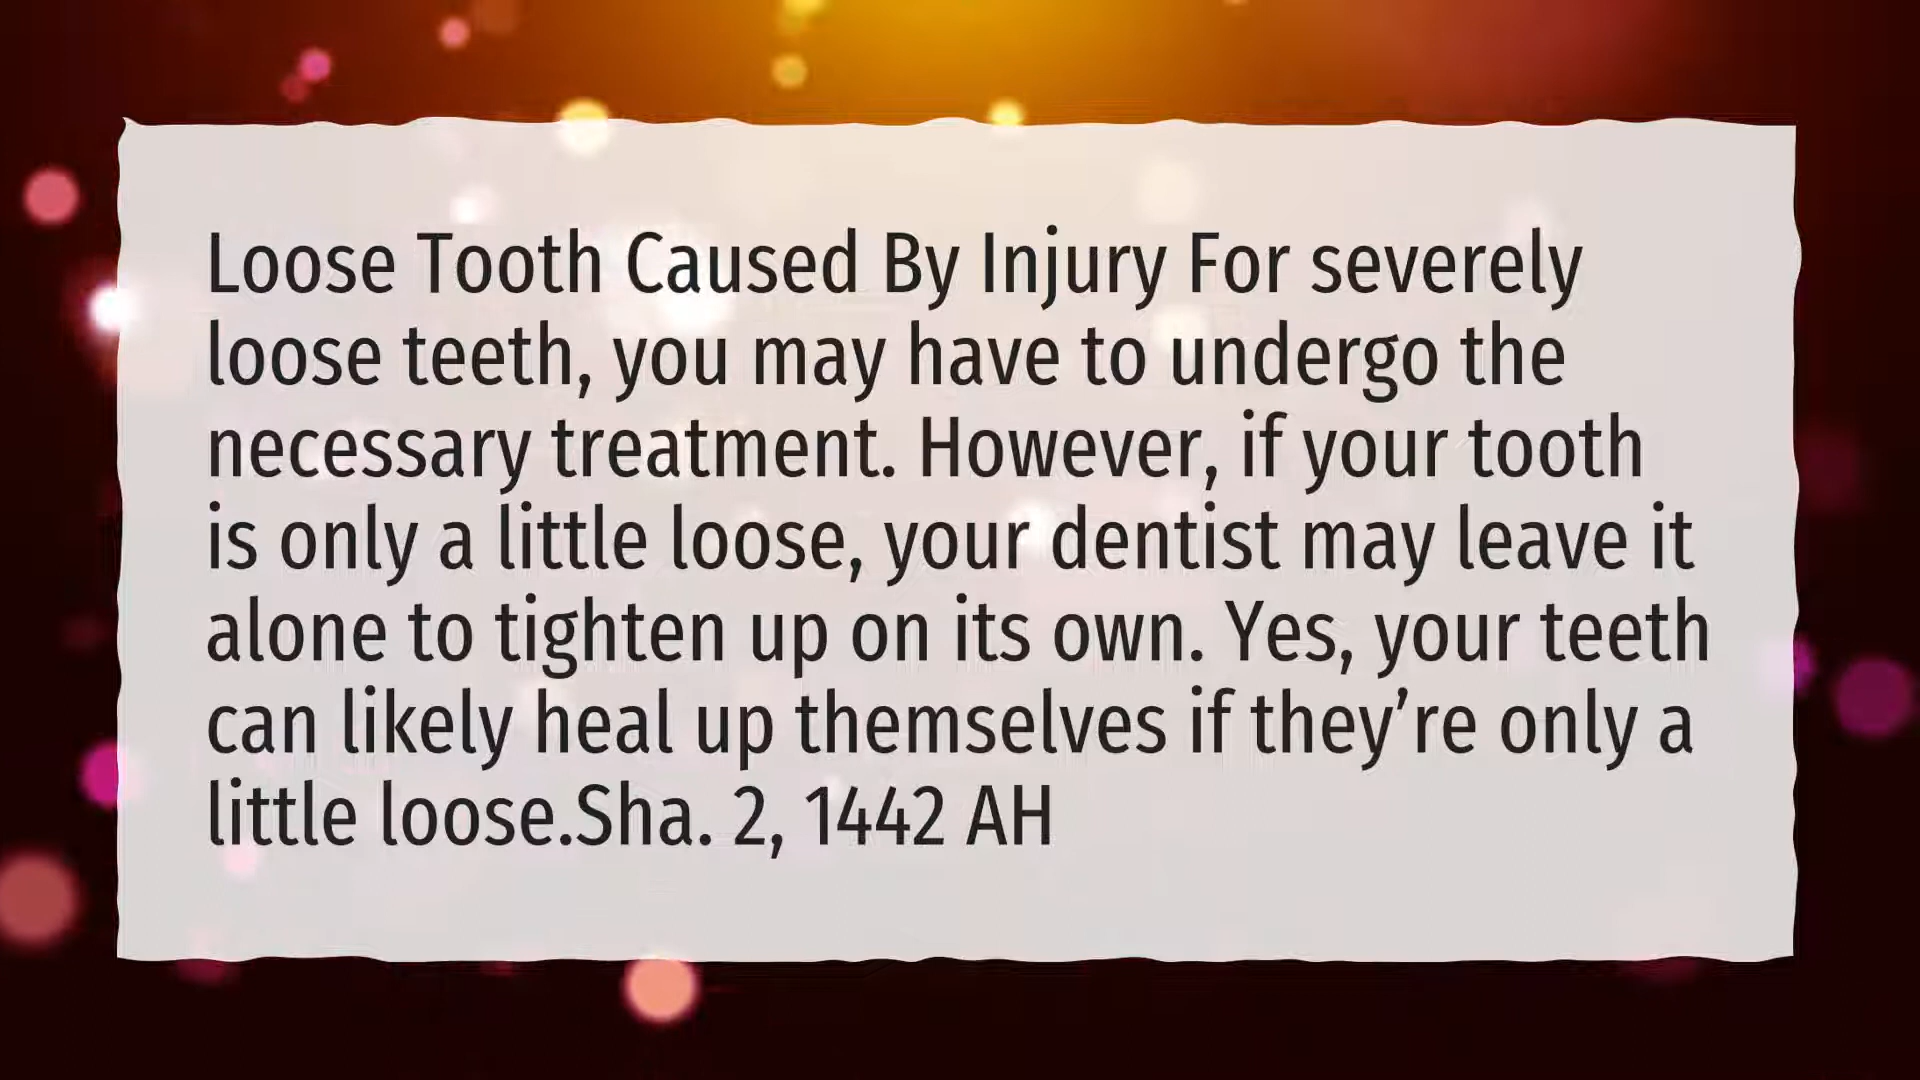 Loose Tooth Caused By Injury For severely
loose teeth, you may have to undergo the
necessary treatment. However, if your tooth
is only a little loose, your dentist may leave it
alone to tighten up on its own. Yes, your teeth
can likely heal up themselves if they’re only a
little loose.Sha. 2, 1442 AH